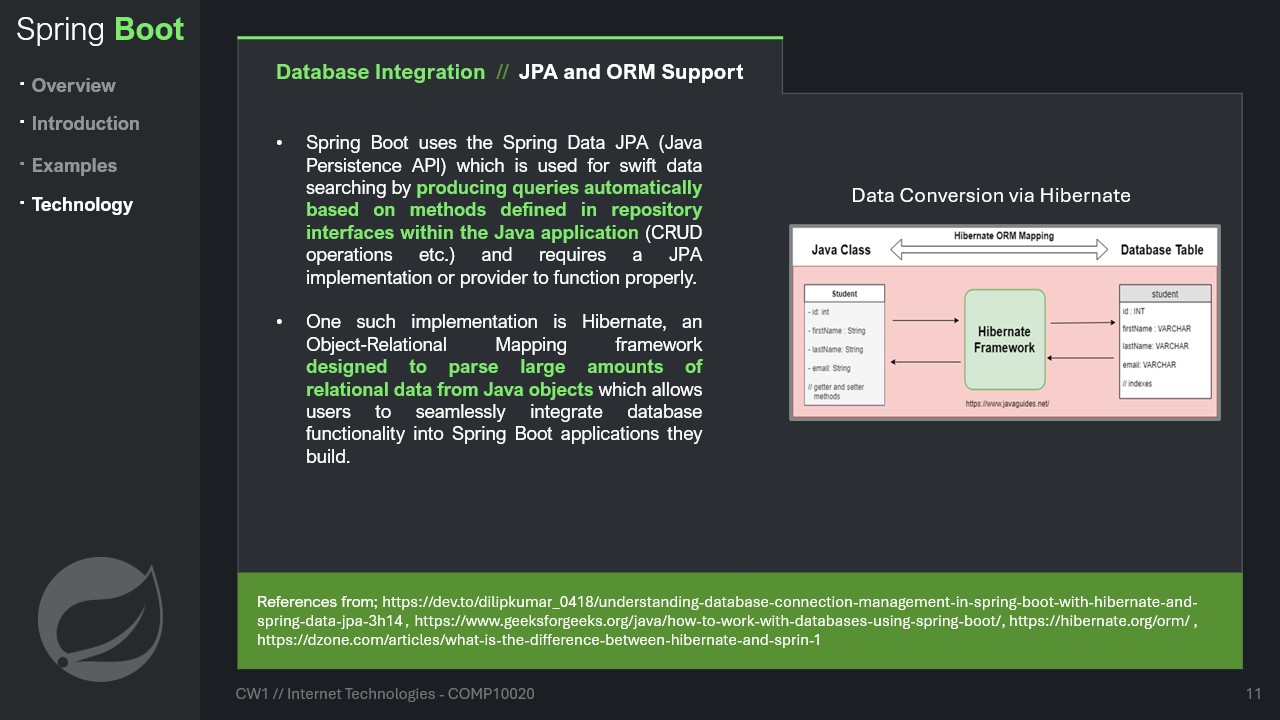 Spring Boot
· Overview
· Introduction
· Examples
· Technology
Database Integration // JPA and ORM Support
• Spring Boot uses the Spring Data JPA (Java
Persistence API) which is used for swift data
searching by producing queries automatically
based on methods defined in repository
interfaces within the Java application (CRUD
operations etc.) and requires a JPA
implementation or provider to function properly.
• One such implementation is Hibernate, an
Object-Relational Mapping framework
designed to parse large amounts of
relational data from Java objects which allows
users to seamlessly integrate database
functionality into Spring Boot applications they
build.
Data Conversion via Hibernate
Hibernate ORM Mapping
Java Class
Database Table
Student
- id: int
- firstName : String
- lastName: String
- email: String
// getter and setter
methods
Hibernate
Framework
student
id : INT
firstName : VARCHAR
lastName: VARCHAR
email: VARCHAR
// indexes
https://www.javaguides.net/
References from; https://dev.to/dilipkumar_0418/understanding-database-connection-management-in-spring-boot-with-hibernate-and-
spring-data-jpa-3h14 , https://www.geeksforgeeks.org/java/how-to-work-with-databases-using-spring-boot/, https://hibernate.org/orm/ ,
https://dzone.com/articles/what-is-the-difference-between-hibernate-and-sprin-1
CW1 // Internet Technologies - COMP10020
11